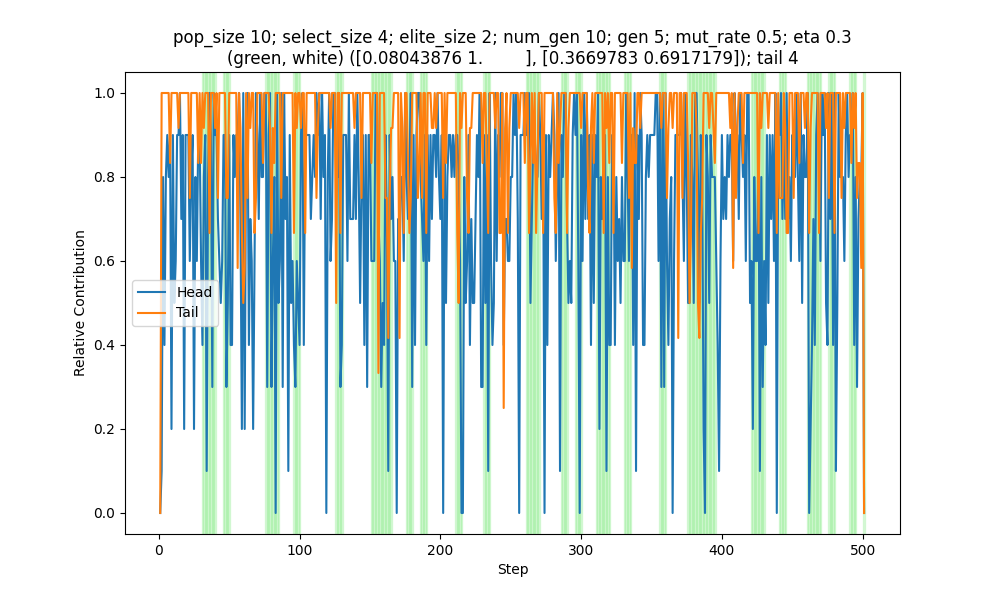 pop_size 10; select_size 4; elite_size 2; num_gen 10; gen 5; mut_rate 0.5; eta 0.3
(green, white) ([0.08043876 1.        ], [0.3669783 0.6917179]); tail 4
1.0
0.8
0.6
0.4
0.2
0.0
Relative Contribution
Head
Tail
0 100 200 300 400 500
Step